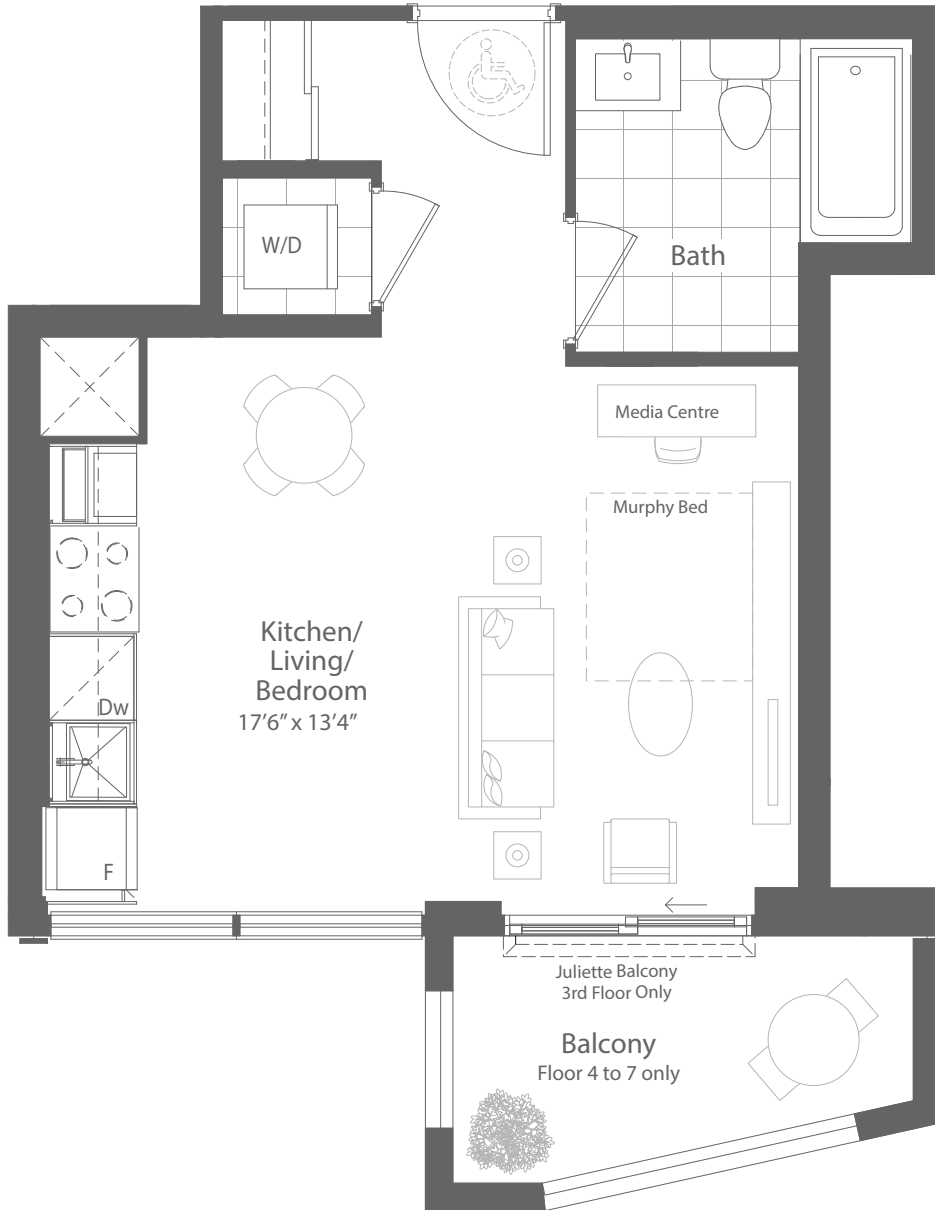 W/D
Bath
Media Centre
Murphy Bed
Kitchen/
Living/
Bedroom
17’6” x 13’4”
Dw
F
Juliette Balcony
3rd Floor Only
Balcony
Floor 4 to 7 only